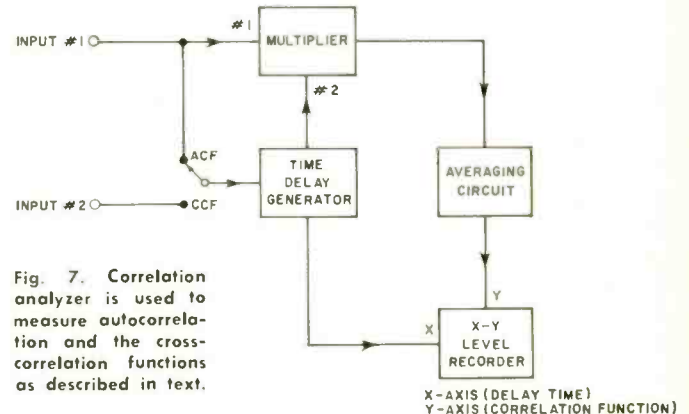 INPUT #1
#1
MULTIPLIER
#2
ACF
TIME
DELAY
GENERATOR
AVERAGING
CIRCUIT
INPUT #2
CCF
Y
X
X-Y
LEVEL
RECORDER
X-AXIS (DELAY TIME)
Y-AXIS (CORRELATION FUNCTION)
Fig. 7. Correlation
analyzer is used to
measure autocorrela-
tion and the cross-
correlation functions
as described in text.